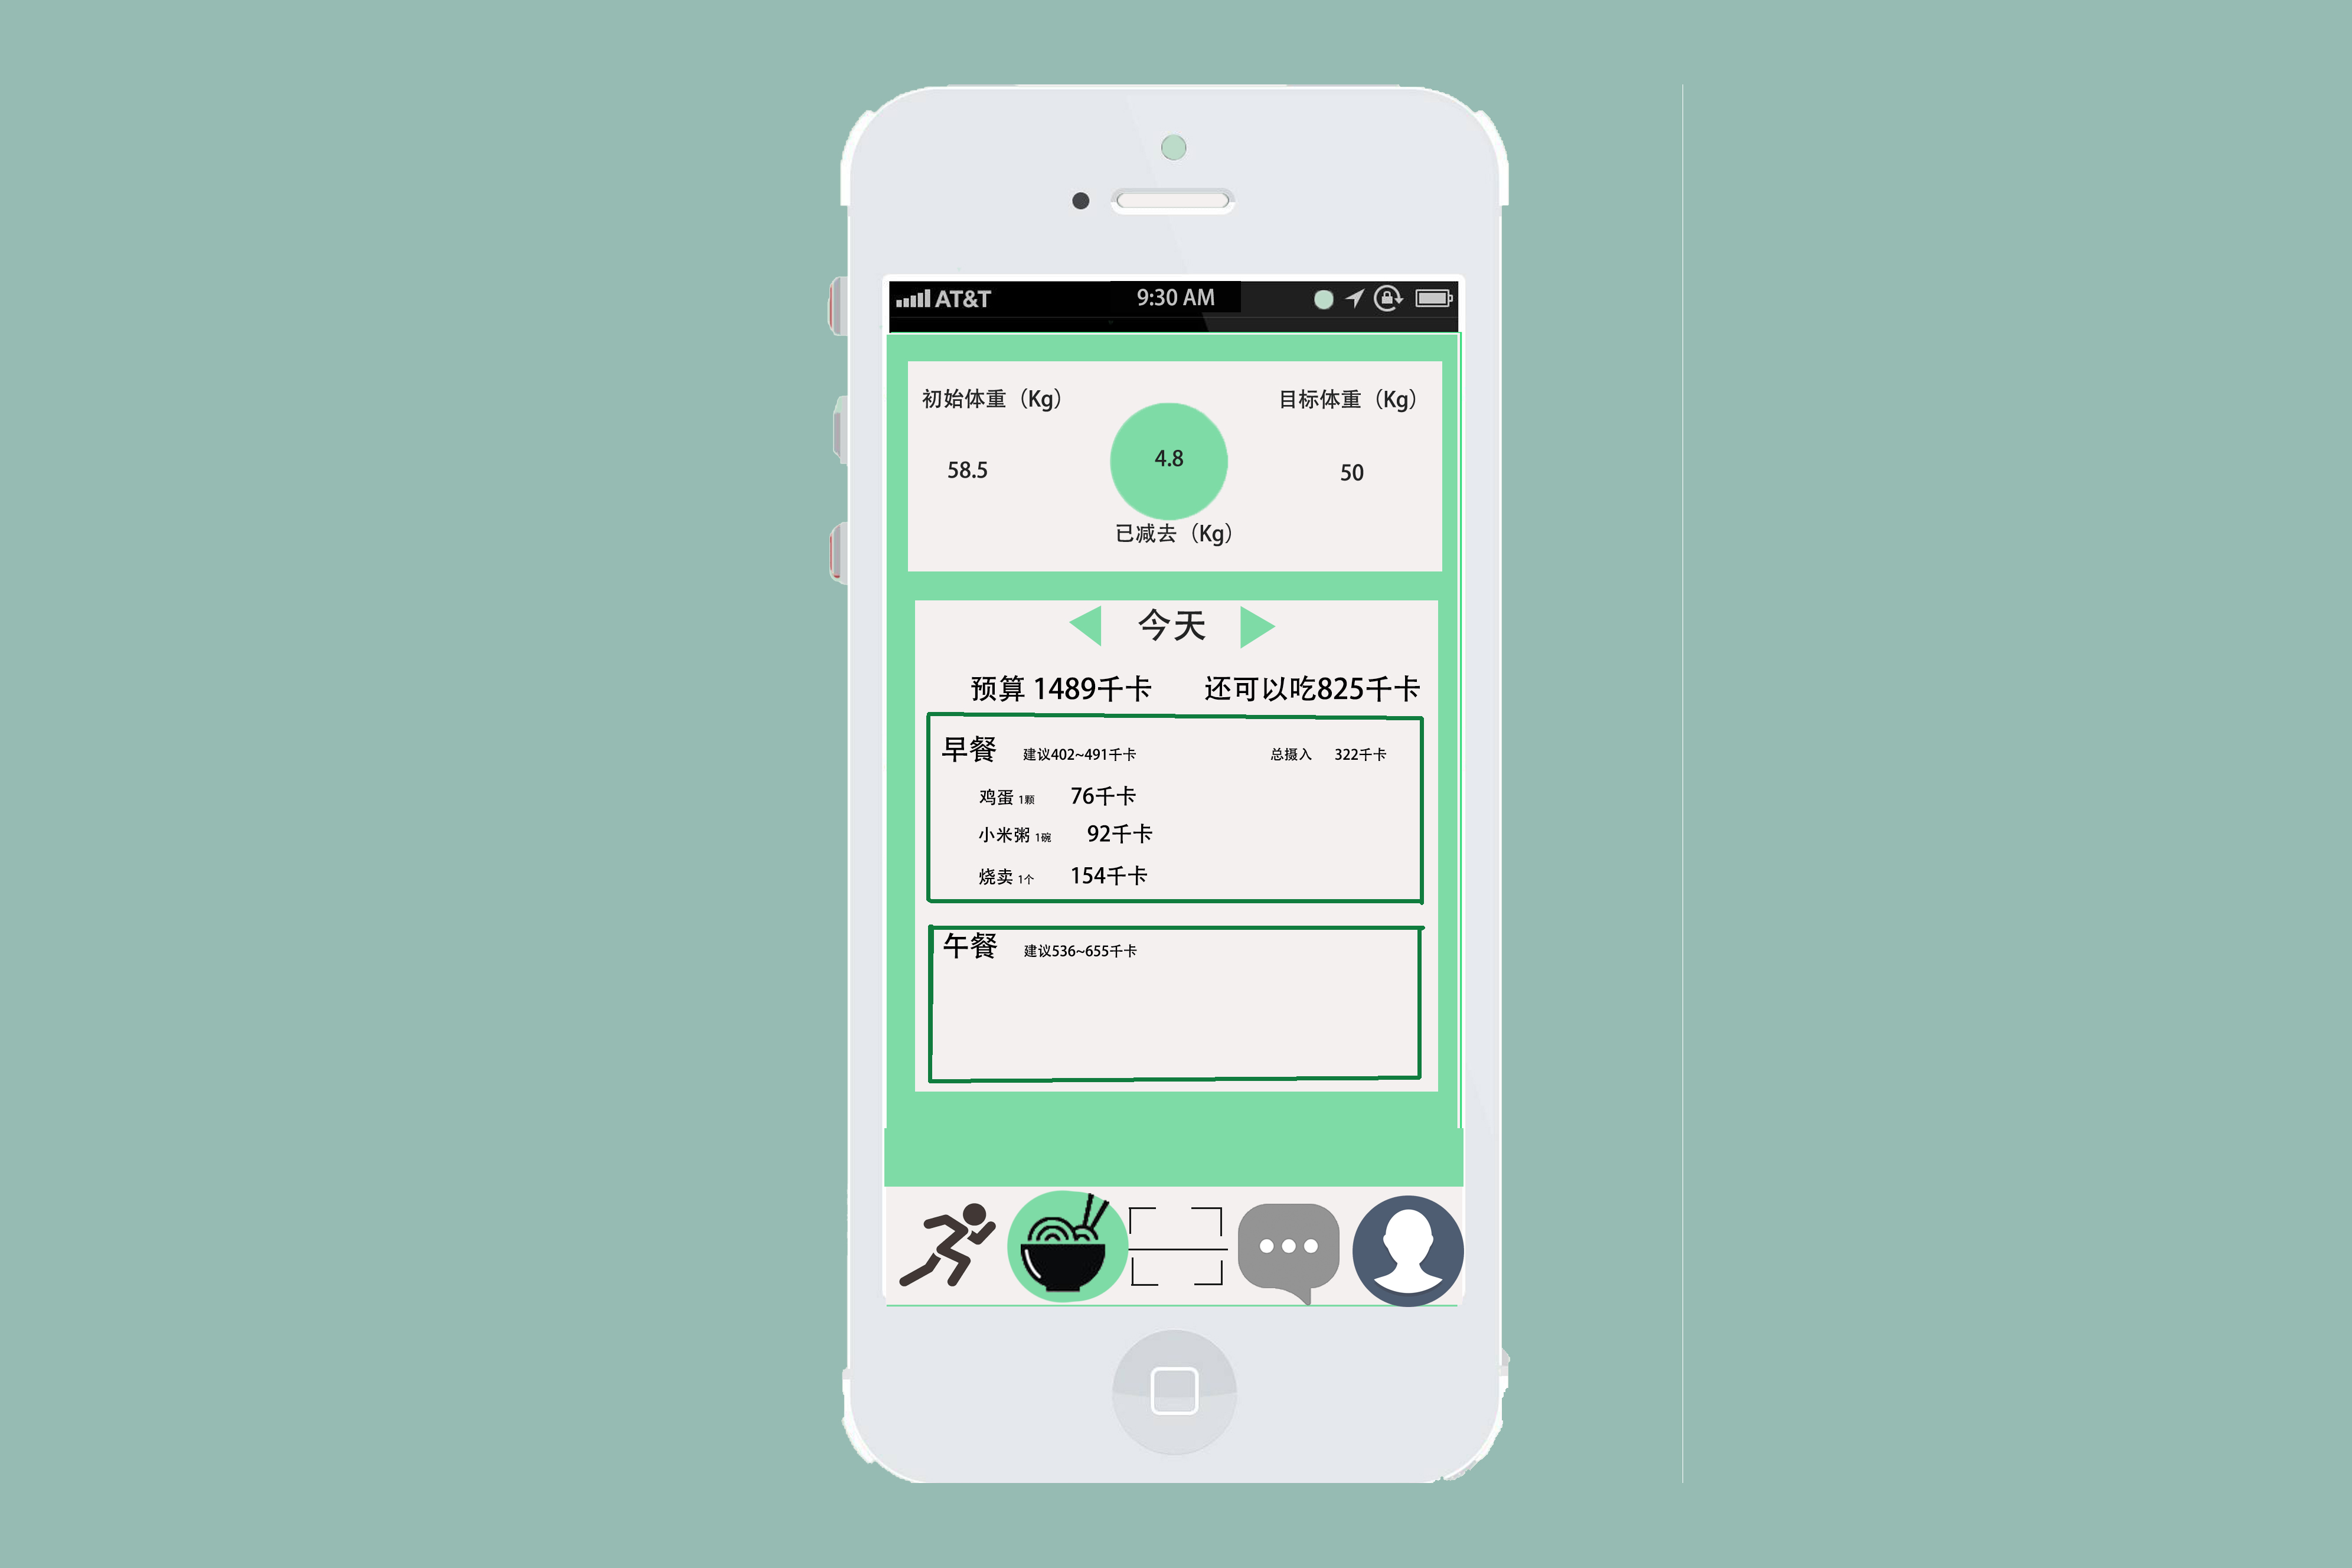 AT&T 9:30 AM
初始体重（Kg） 目标体重（Kg）
58.5 4.8 50
已减去（Kg）
今天
预算 1489千卡 还可以吃825千卡
早餐 建议402~491千卡 总摄入 322千卡
鸡蛋 1颗 76千卡
小米粥 1碗 92千卡
烧卖 1个 154千卡
午餐 建议536~655千卡